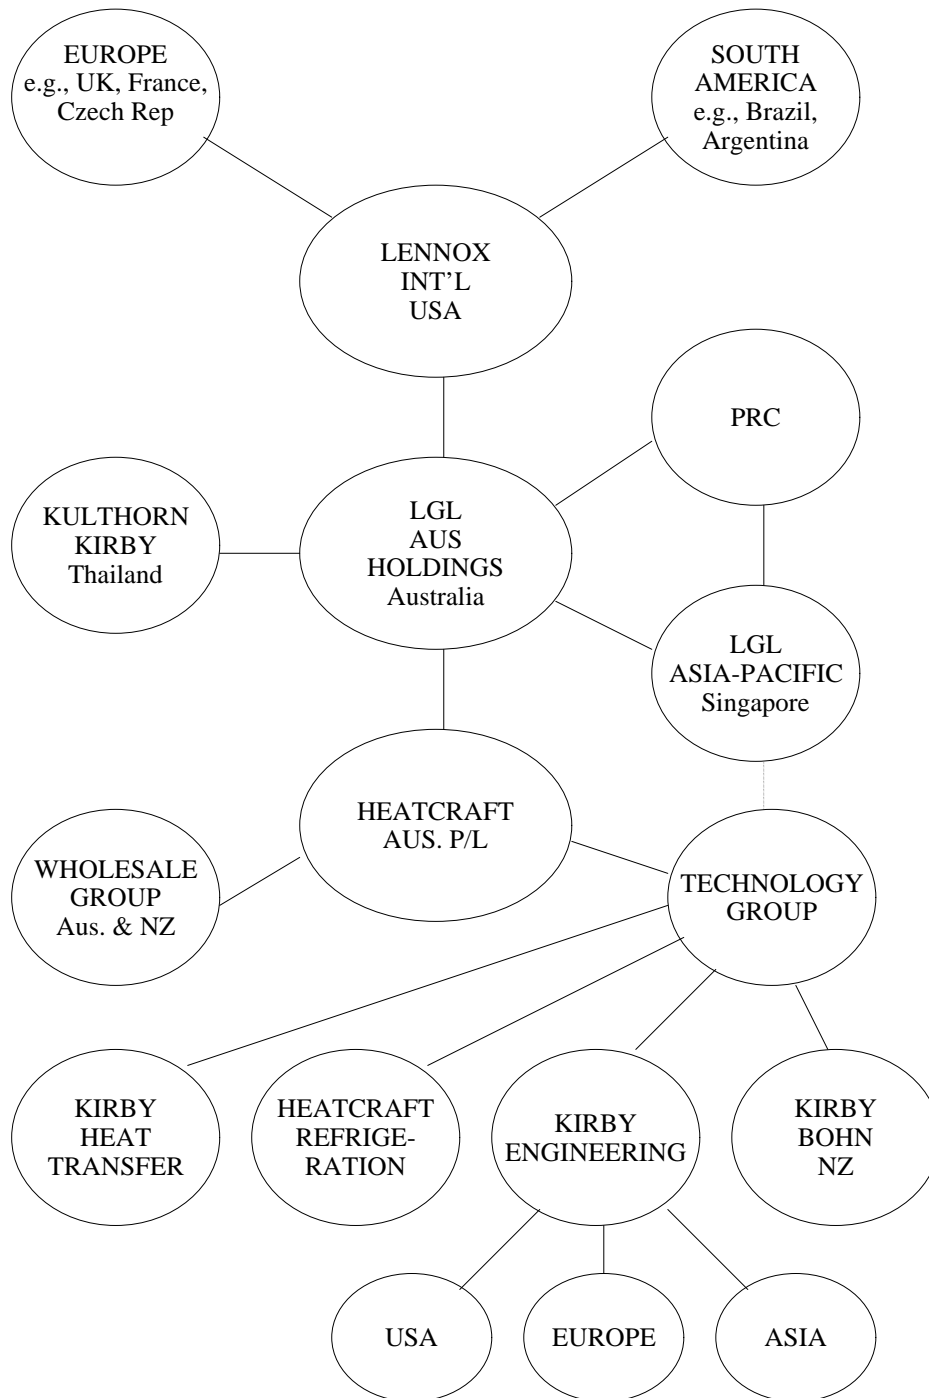 EUROPE
e.g., UK, France,
Czech Rep
SOUTH
AMERICA
e.g., Brazil,
Argentina
LENNOX
INT’L
USA
PRC
KULTHORN
KIRBY
Thailand
LGL
AUS
HOLDINGS
Australia
LGL
ASIA-PACIFIC
Singapore
HEATCRAFT
AUS. P/L
WHOLESALE
GROUP
Aus. & NZ
TECHNOLOGY
GROUP
KIRBY
HEAT
TRANSFER
HEATCRAFT
REFRIGE-
RATION
KIRBY
ENGINEERING
KIRBY
BOHN
NZ
USA
EUROPE
ASIA